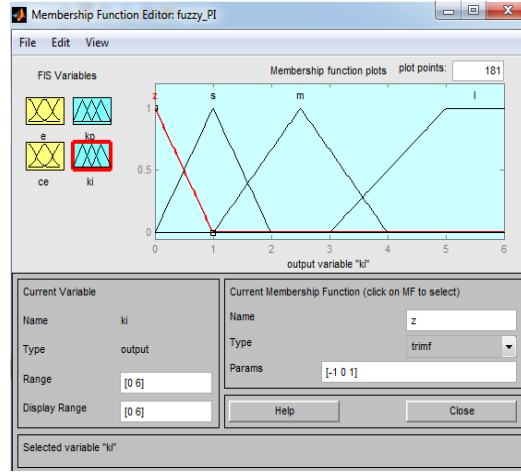 Membership Function Editor: fuzzy_PI
File Edit View
FIS Variables
Membership function plots plot points: 181
e kp
ce ki
z s m l
1
0.5
0
0 1 2 3 4 5 6
output variable "ki"
Current Variable
Name ki
Type output
Range [0 6]
Display Range [0 6]
Current Membership Function (click on MF to select)
Name z
Type trimf
Params [-1 0 1]
Help Close
Selected variable "ki"